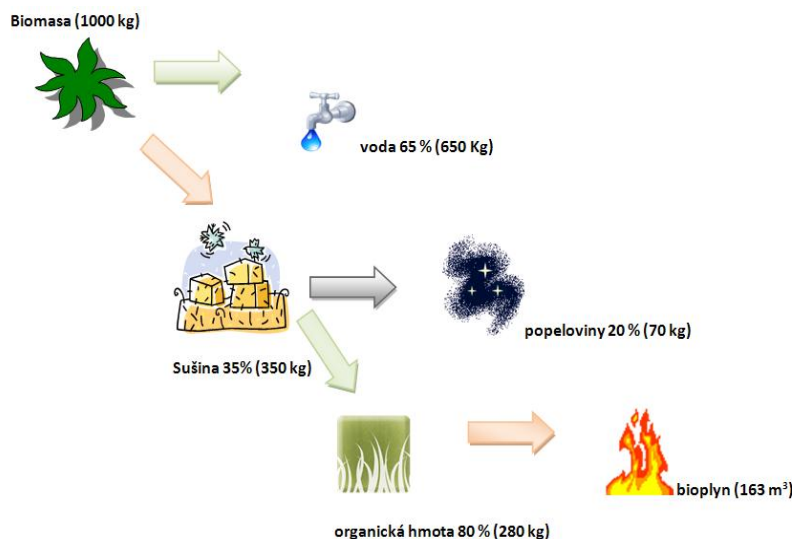 Biomasa (1000 kg)
voda 65 % (650 Kg)
popeloviny 20 % (70 kg)
Sušina 35% (350 kg)
bioplyn (163 m³)
organická hmota 80 % (280 kg)